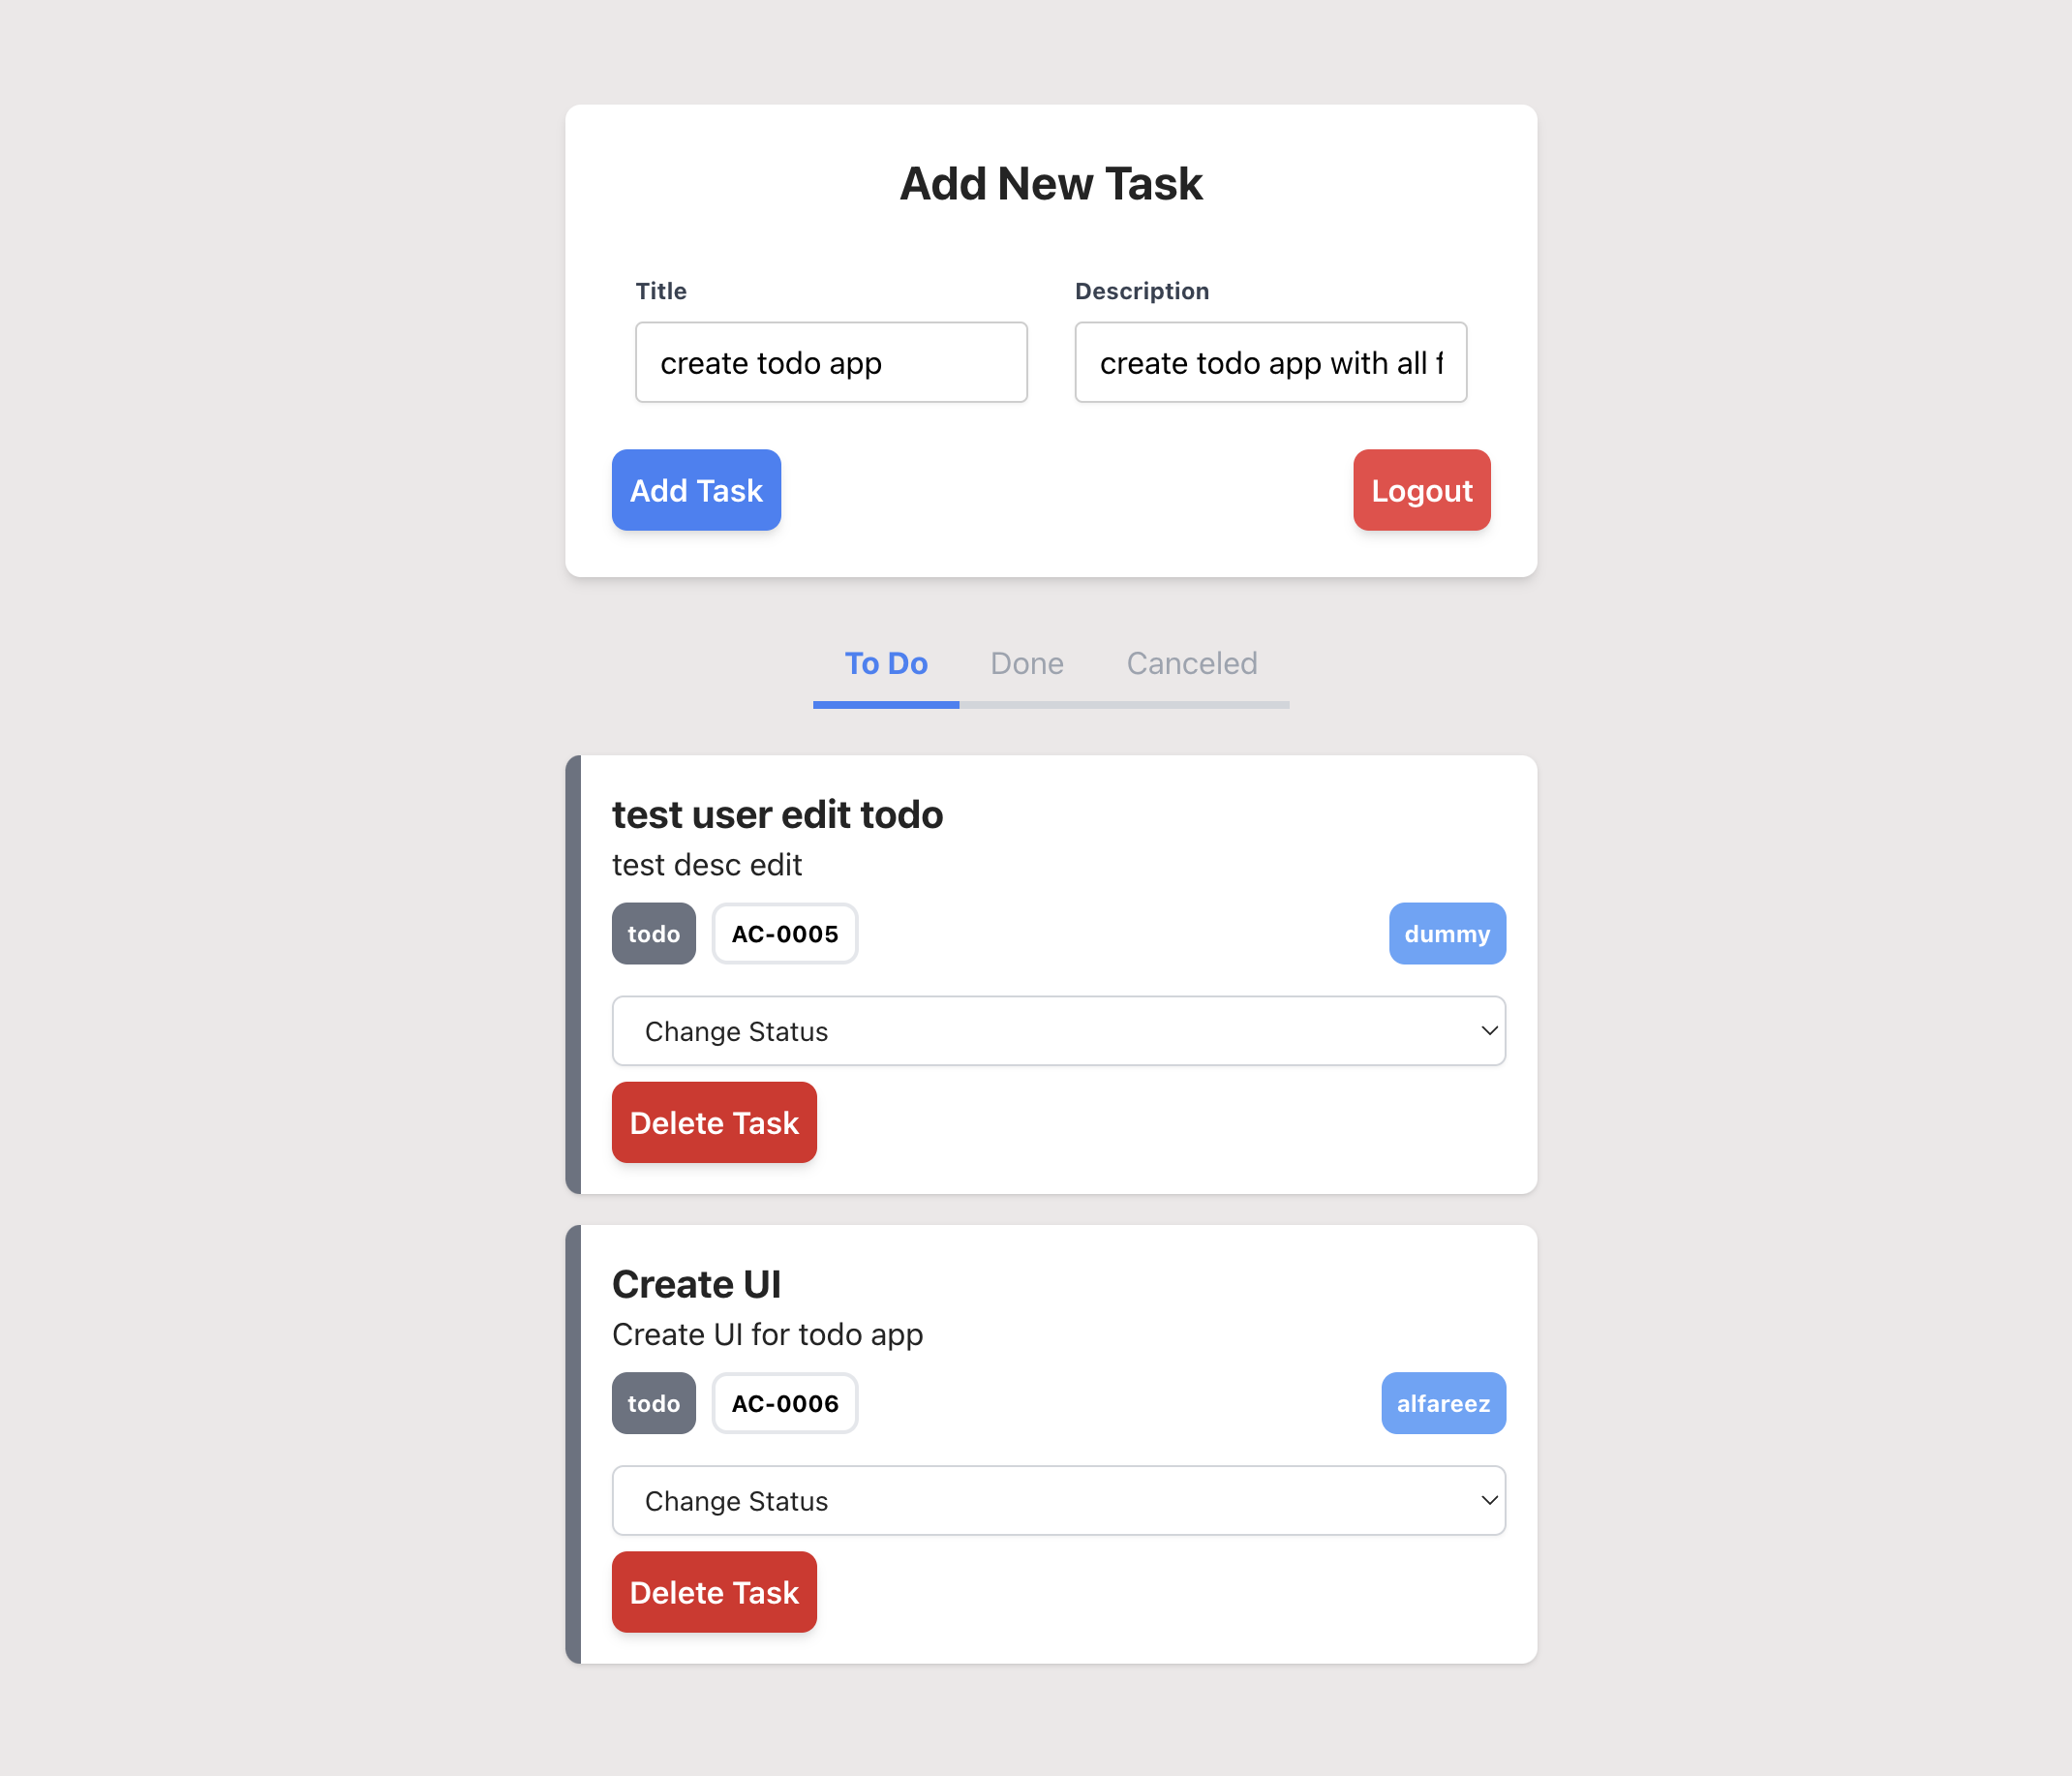 Add New Task
Title Description
create todo app create todo app with all f
Add Task Logout
To Do Done Canceled
test user edit todo
test desc edit
todo AC-0005 dummy
Change Status
Delete Task
Create UI
Create UI for todo app
todo AC-0006 alfareez
Change Status
Delete Task